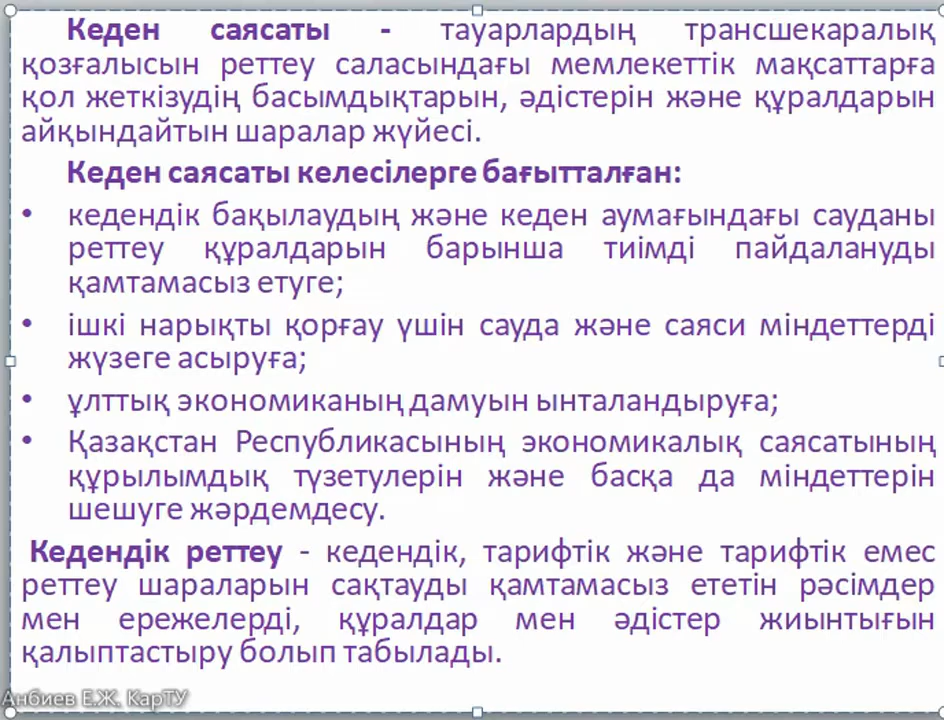 Кеден саясаты - тауарлардың трансшекаралық
қозғалысын реттеу саласындағы мемлекеттік мақсаттарға
қол жеткізудің басымдықтарын, әдістерін және құралдарын
айқындайтын шаралар жүйесі.
Кеден саясаты келесілерге бағытталған:
• кедендік бақылаудың және кеден аумағындағы сауданы
реттеу құралдарын барынша тиімді пайдалануды
қамтамасыз етуге;
• ішкі нарықты қорғау үшін сауда және саяси міндеттерді
жүзеге асыруға;
• ұлттық экономиканың дамуын ынталандыруға;
• Қазақстан Республикасының экономикалық саясатының
құрылымдық түзетулерін және басқа да міндеттерін
шешуге жәрдемдесу.
Кедендік реттеу - кедендік, тарифтік және тарифтік емес
реттеу шараларын сақтауды қамтамасыз ететін рәсімдер
мен ережелерді, құралдар мен әдістер жиынтығын
қалыптастыру болып табылады.
Анбиев Е.Ж. КарТУ